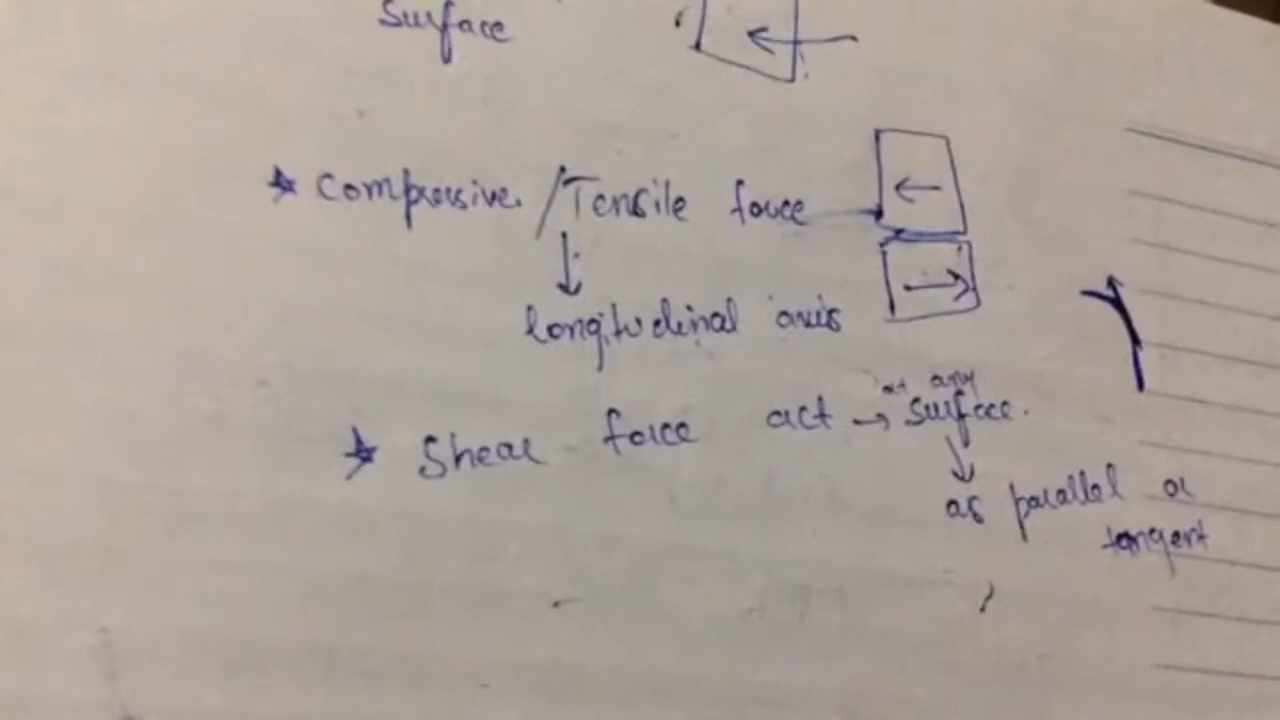 Surface
★ Compressive / Tensile force
↓
longitudinal axis
★ Shear force act → at any surface.
↓
as parallel or
tangent